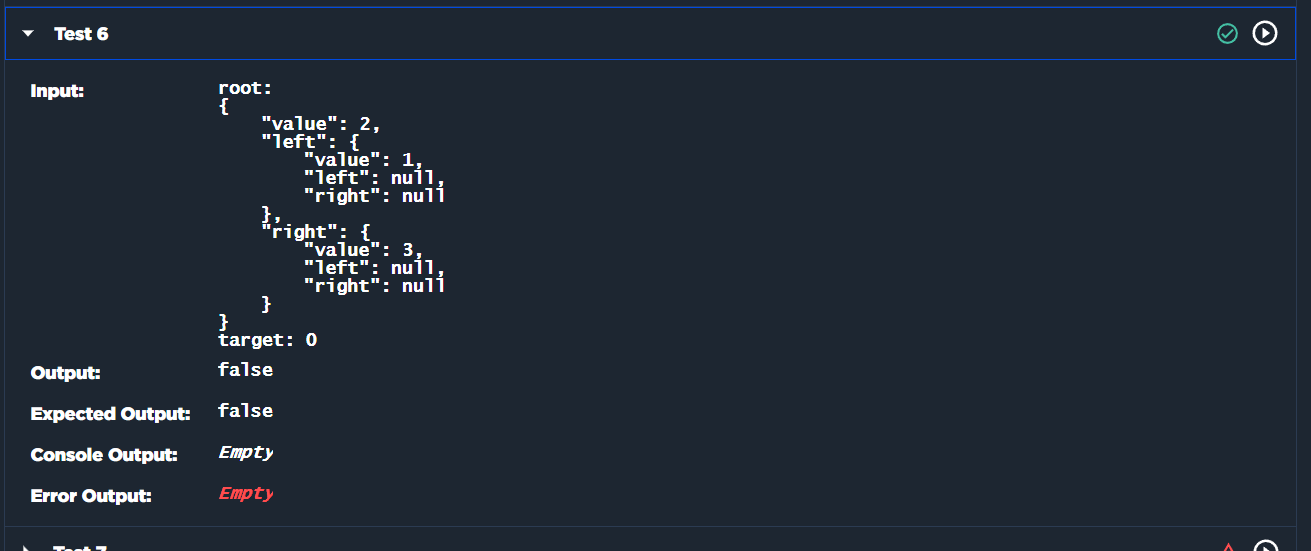 Test 6
Input:
root:
{
    "value": 2,
    "left": {
        "value": 1,
        "left": null,
        "right": null
    },
    "right": {
        "value": 3,
        "left": null,
        "right": null
    }
}
target: 0
Output: false
Expected Output: false
Console Output: Empty
Error Output: Empty
Test 7